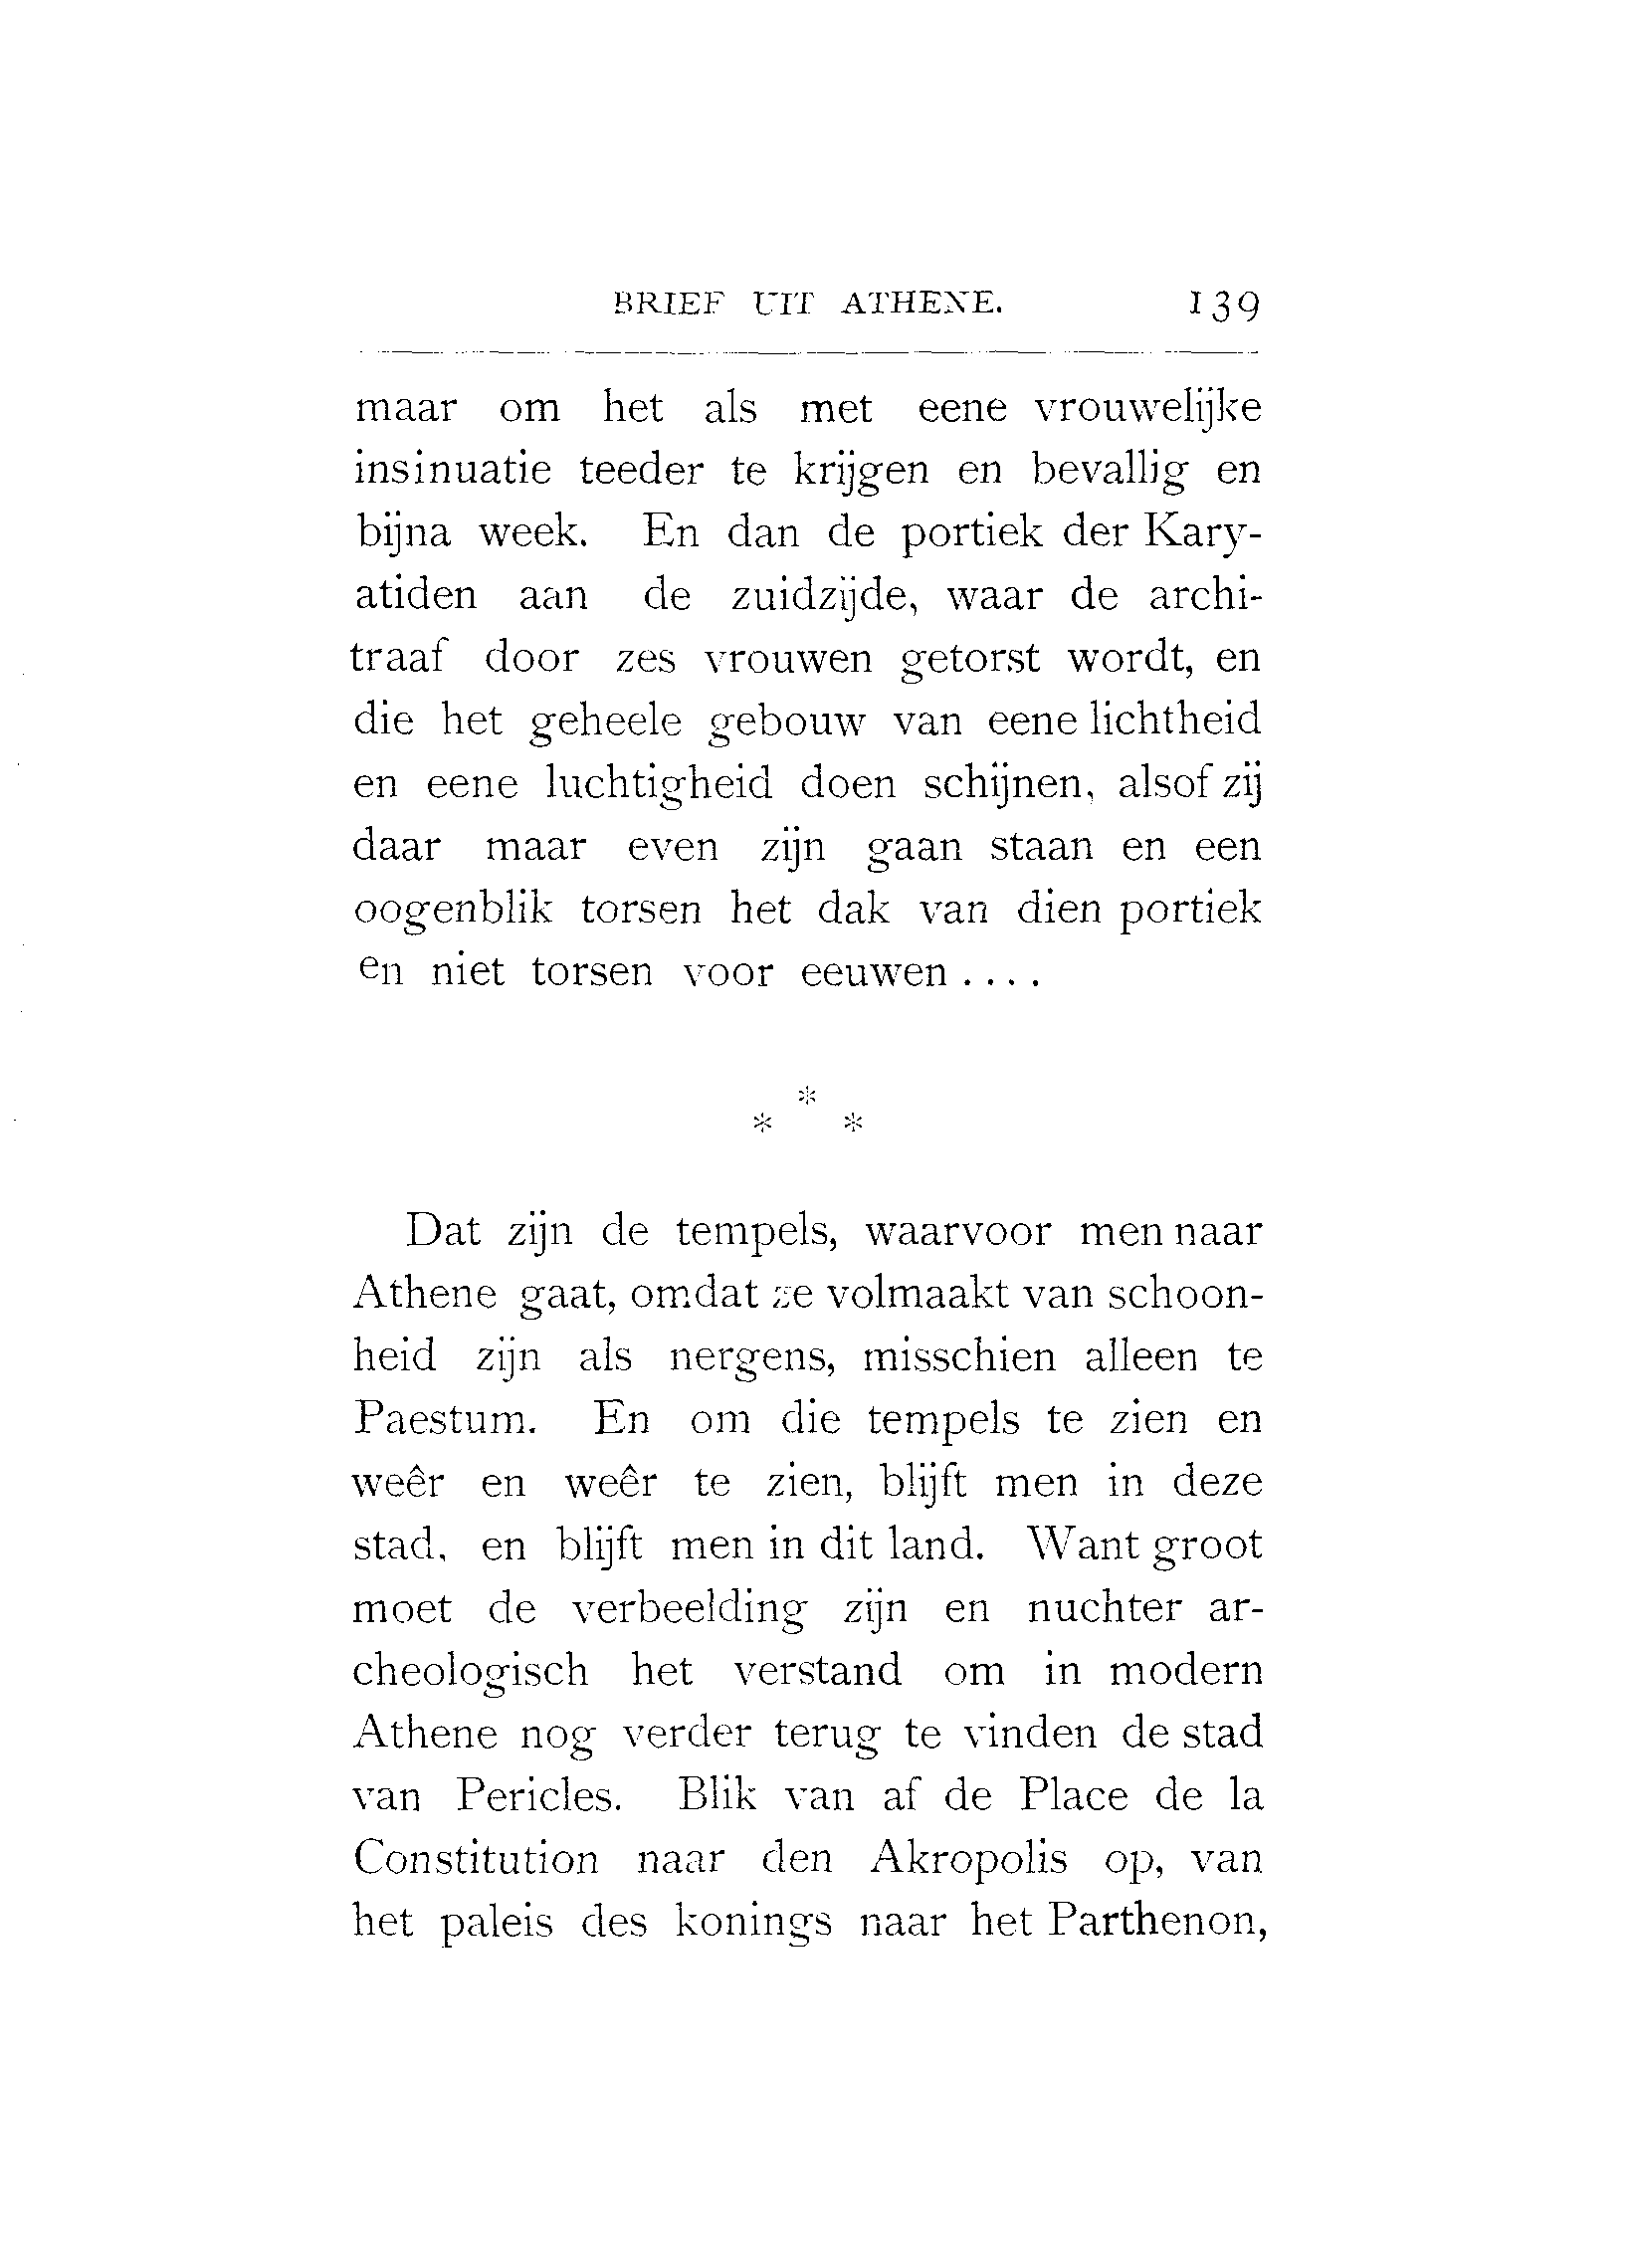 BRIEF UIT ATHENE. 139
maar om het als met eene vrouwelijke
insinuatie teeder te krijgen en bevallig en
bijna week. En dan de portiek der Kary-
atiden aan de zuidzijde, waar de archi-
traaf door zes vrouwen getorst wordt, en
die het geheele gebouw van eene lichtheid
en eene luchtigheid doen schijnen, alsof zij
daar maar even zijn gaan staan en een
oogenblik torsen het dak van dien portiek
en niet torsen voor eeuwen . . . .
*
* *
Dat zijn de tempels, waarvoor men naar
Athene gaat, omdat ze volmaakt van schoon-
heid zijn als nergens, misschien alleen te
Paestum. En om die tempels te zien en
weêr en weêr te zien, blijft men in deze
stad, en blijft men in dit land. Want groot
moet de verbeelding zijn en nuchter ar-
cheologisch het verstand om in modern
Athene nog verder terug te vinden de stad
van Pericles. Blik van af de Place de la
Constitution naar den Akropolis op, van
het paleis des konings naar het Parthenon,